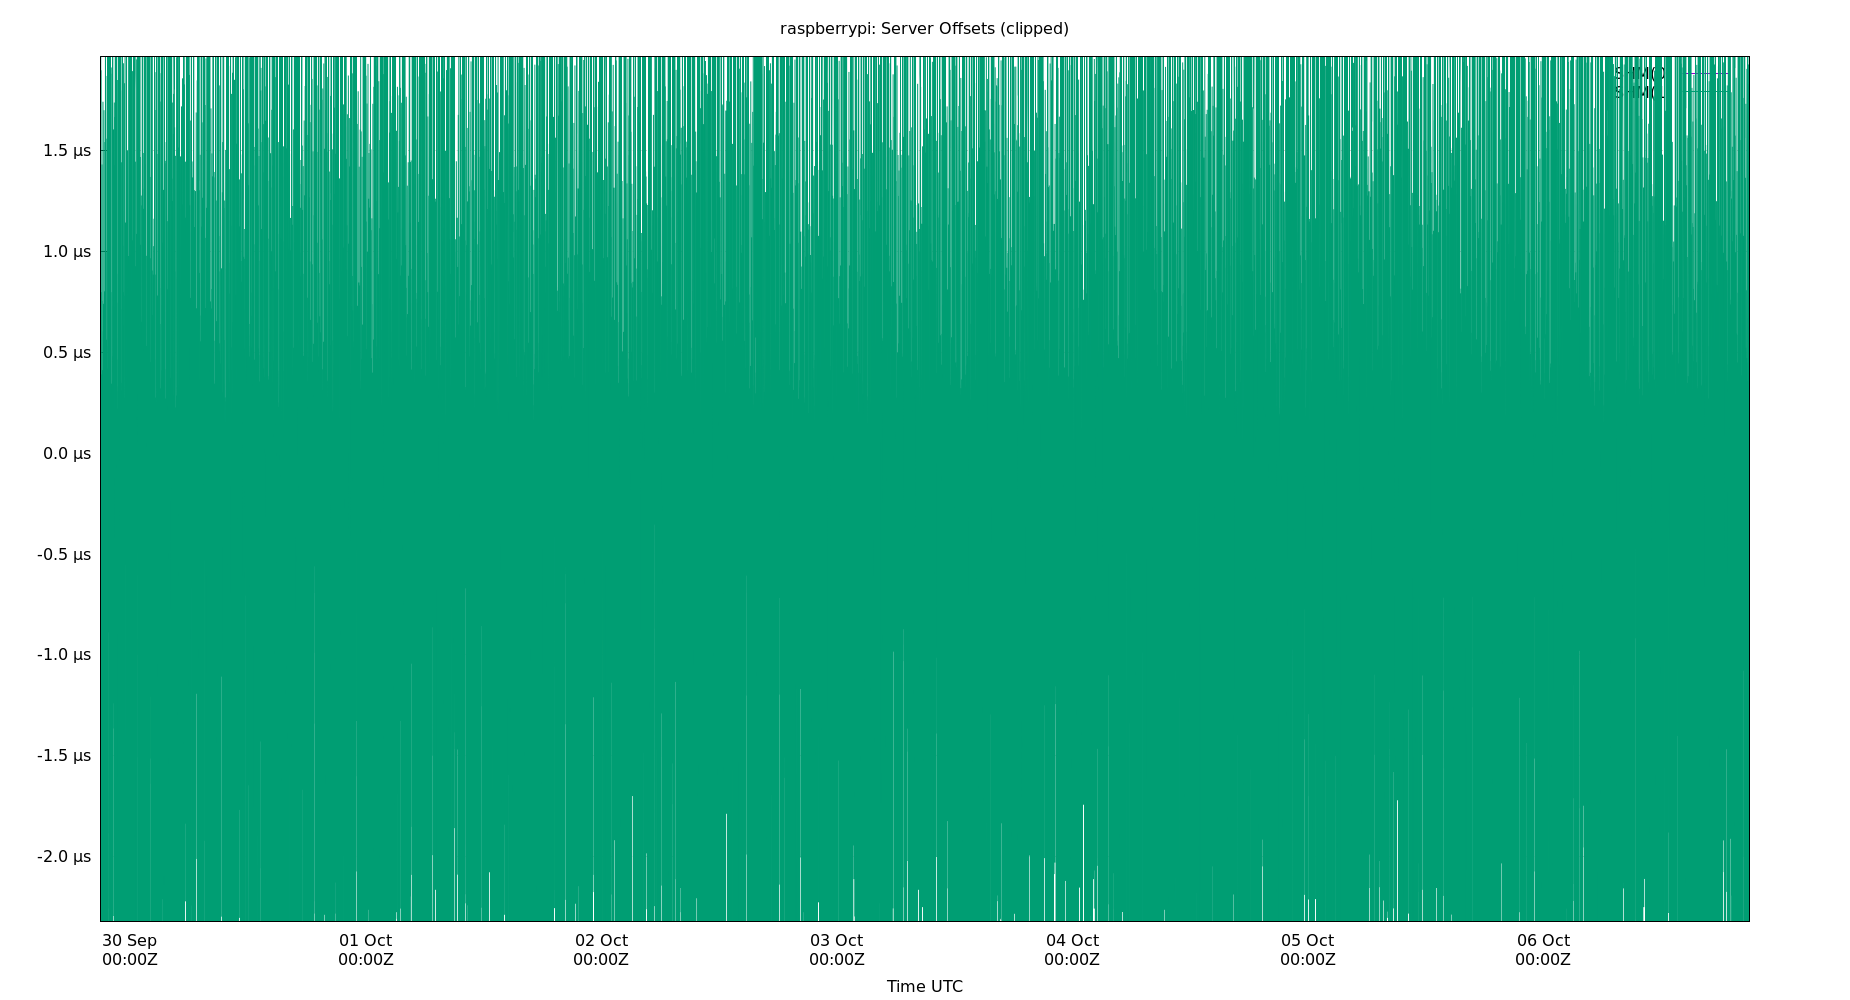 raspberrypi: Server Offsets (clipped)
1.5 µs
1.0 µs
0.5 µs
0.0 µs
-0.5 µs
-1.0 µs
-1.5 µs
-2.0 µs
30 Sep 01 Oct 02 Oct 03 Oct 04 Oct 05 Oct 06 Oct
00:00Z 00:00Z 00:00Z 00:00Z 00:00Z 00:00Z 00:00Z
Time UTC